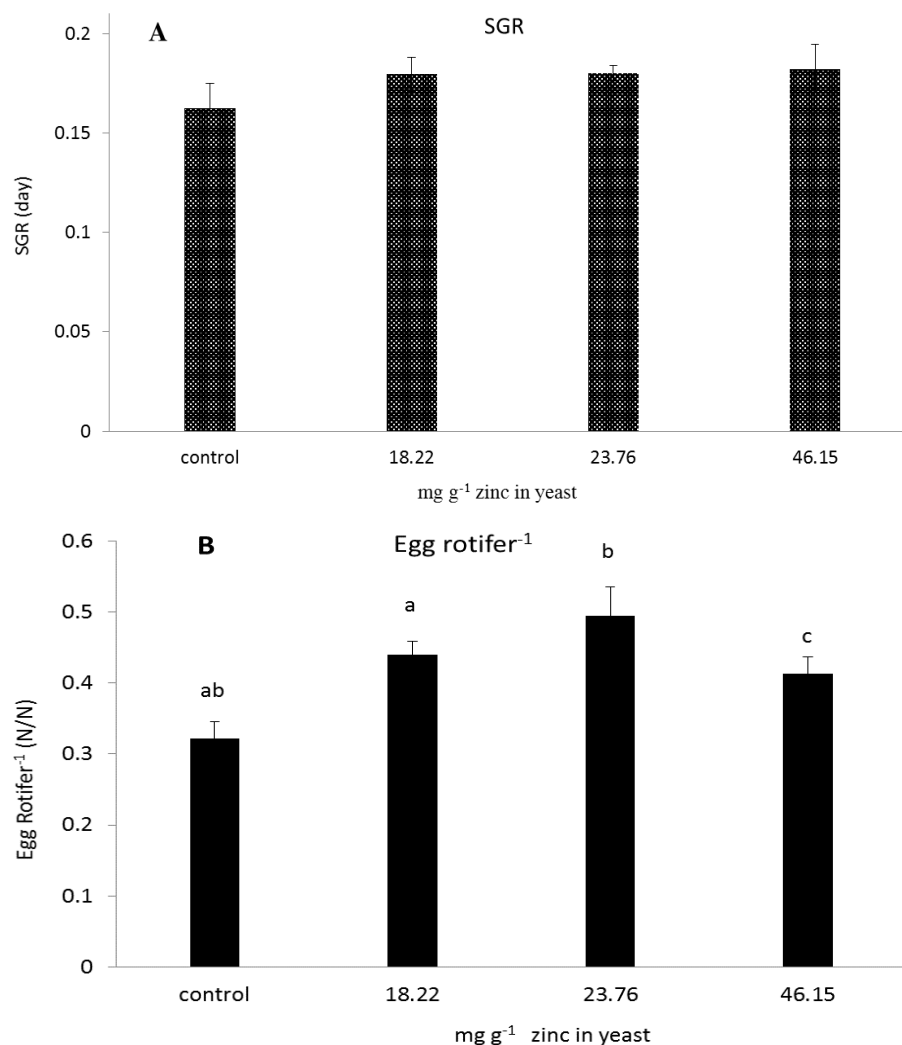 A
SGR
0.2
0.15
0.1
0.05
0
SGR (day)
control 18.22 23.76 46.15
mg g⁻¹ zinc in yeast
B
Egg rotifer⁻¹
0.6
0.5
0.4
0.3
0.2
0.1
0
Egg Rotifer⁻¹ (N/N)
ab
a
b
c
control 18.22 23.76 46.15
mg g⁻¹ zinc in yeast